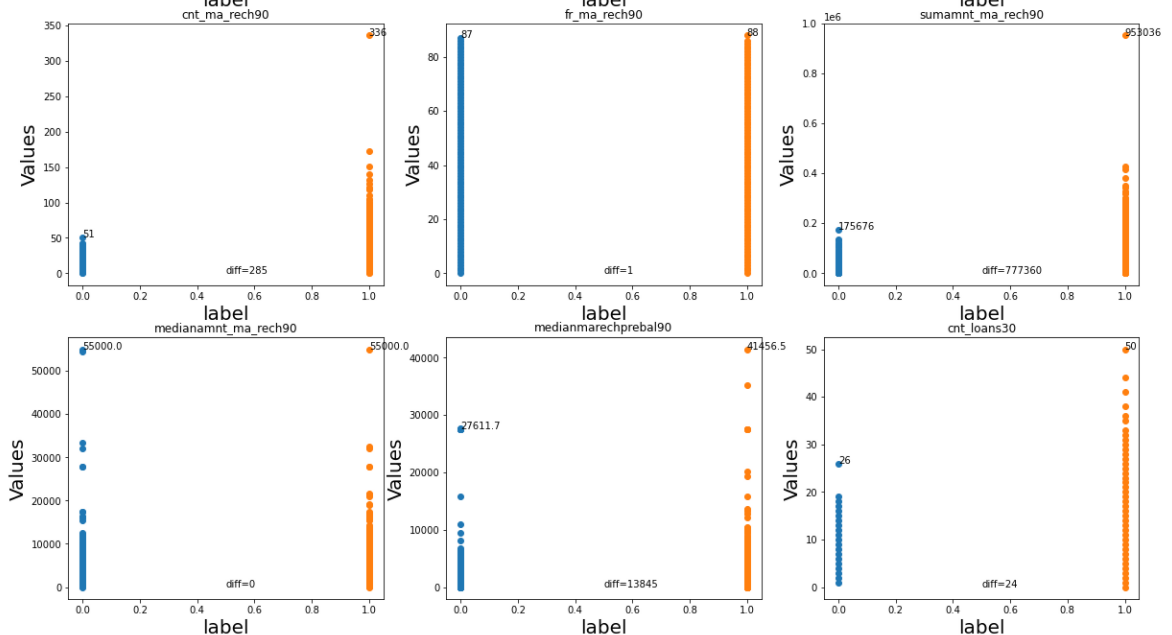 label label label
cnt_ma_rech90
350
300
250
200
150
100
50
0
Values
336
51
diff=285
0.0 0.2 0.4 0.6 0.8 1.0
label
fr_ma_rech90
80
60
40
20
0
Values
87
88
diff=1
0.0 0.2 0.4 0.6 0.8 1.0
label
sumamnt_ma_rech90
1e6
1.0
0.8
0.6
0.4
0.2
0.0
Values
953036
175676
diff=777360
0.0 0.2 0.4 0.6 0.8 1.0
label
medianamnt_ma_rech90
50000
40000
30000
20000
10000
0
Values
55000.0
55000.0
diff=0
0.0 0.2 0.4 0.6 0.8 1.0
label
medianmarechprebal90
40000
30000
20000
10000
0
Values
41456.5
27611.7
diff=13845
0.0 0.2 0.4 0.6 0.8 1.0
label
cnt_loans30
50
40
30
20
10
0
Values
50
26
diff=24
0.0 0.2 0.4 0.6 0.8 1.0
label